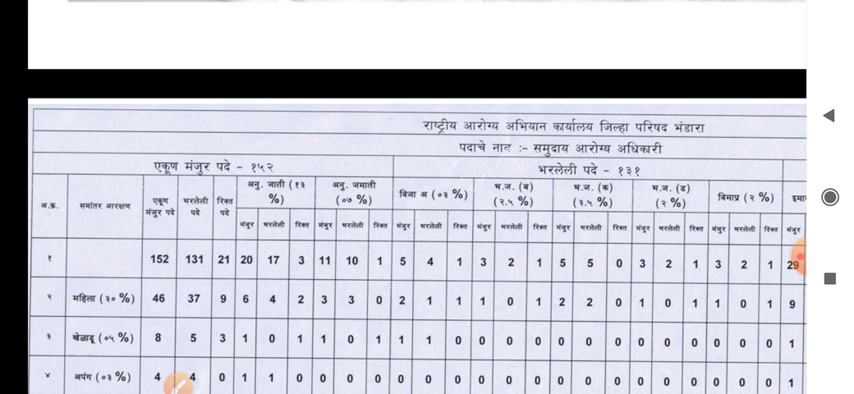 राष्ट्रीय आरोग्य अभियान कार्यालय जिल्हा परिषद भंडारा
पदाचे नाव :- समुदाय आरोग्य अधिकारी
एकूण मंजुर पदे - १५२ भरलेली पदे - १३१
अ.क्र. समांतर आरक्षण एकूण मंजुर पदे भरलेली पदे रिक्त पदे अनु. जाती (१३ %) अनु. जमाती (०७ %) बिजा अ (०३ %) भ.ज. (ब) (२.५ %) भ.ज. (क) (३.५ %) भ.ज. (ड) (२ %) बिमाप्र (२ %) इमा
मंजुर भरलेली रिक्त मंजुर भरलेली रिक्त मंजुर भरलेली रिक्त मंजुर भरलेली रिक्त मंजुर भरलेली रिक्त मंजुर भरलेली रिक्त मंजुर भरलेली रिक्त मंजुर
१ 152 131 21 20 17 3 11 10 1 5 4 1 3 2 1 5 5 0 3 2 1 3 2 1 29
२ महिला (३० %) 46 37 9 6 4 2 3 3 0 2 1 1 1 0 1 2 2 0 1 0 1 1 0 1 9
३ खेळाडू (०५ %) 8 5 3 1 0 1 1 0 1 1 1 0 0 0 0 0 0 0 0 0 0 0 0 0 1
४ अपंग (०३ %) 4 4 0 1 1 0 0 0 0 0 0 0 0 0 0 0 0 0 0 0 0 0 0 0 1